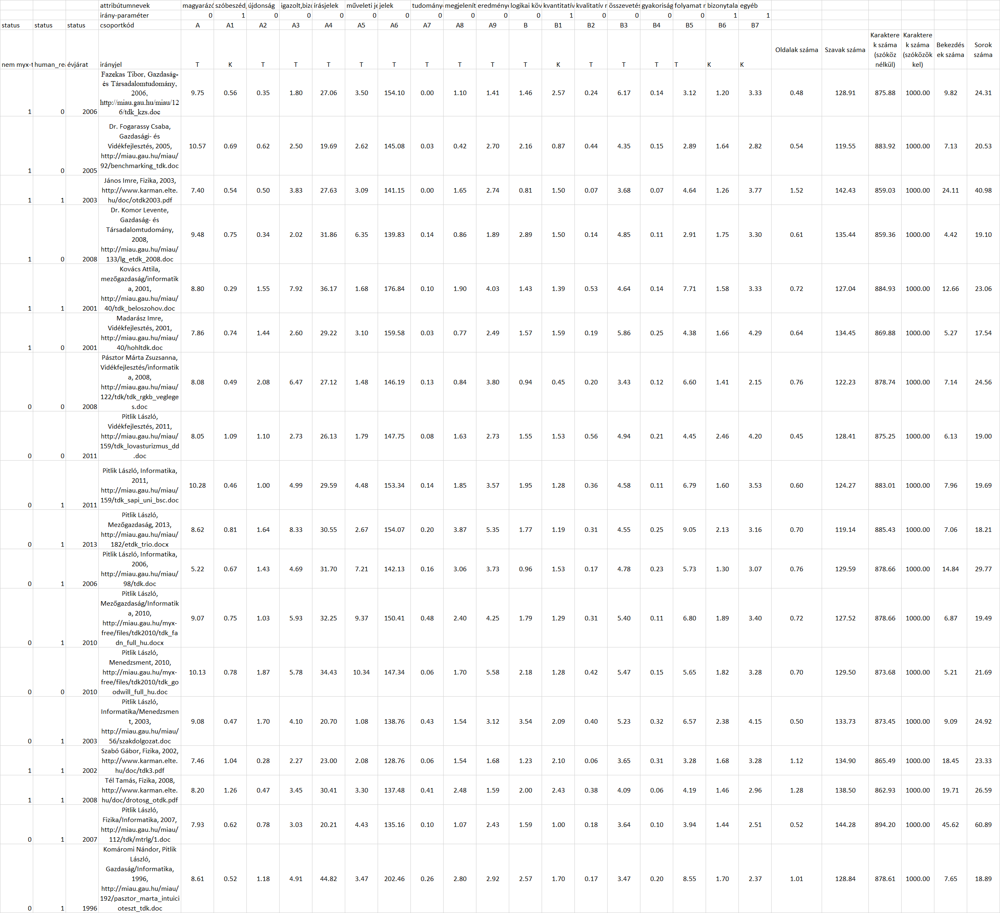 attribútumnevek magyarázó szóbeszéd, újdonság igazolt,bizo írásjelek műveleti je jelek tudomány megjelenít eredménye logikai köv kvantitatív kvalitatív r összevetés gyakoriság folyamat r bizonytala egyéb
irány-paraméter 0 1 0 0 0 0 0 0 0 0 0 1 0 0 0 0 1 1
status status status csoportkód A A1 A2 A3 A4 A5 A6 A7 A8 A9 B B1 B2 B3 B4 B5 B6 B7
nem myx-t human_rea évjárat irányjel T K T T T T T T T T T K T T T T K K Oldalak száma Szavak száma Karakterek száma (szóköz nélkül) Karakterek száma (szóközökkel) Bekezdések száma Sorok száma
1 0 2006 Fazekas Tibor, Gazdaság- és Társadalomtudomány, 2006, http://miau.gau.hu/miau/126/tdk_kzs.doc 9.75 0.56 0.35 1.80 27.06 3.50 154.10 0.00 1.10 1.41 1.46 2.57 0.24 6.17 0.14 3.12 1.20 3.33 0.48 128.91 875.88 1000.00 9.82 24.31
1 0 2005 Dr. Fogarassy Csaba, Gazdasági- és Vidékfejlesztés, 2005, http://miau.gau.hu/miau/92/benchmarking_tdk.doc 10.57 0.69 0.62 2.50 19.69 2.62 145.08 0.03 0.42 2.70 2.16 0.87 0.44 4.35 0.15 2.89 1.64 2.82 0.54 119.55 883.92 1000.00 7.13 20.53
1 1 2003 János Imre, Fizika, 2003, http://www.karman.elte.hu/doc/otdk2003.pdf 7.40 0.54 0.50 3.83 27.63 3.09 141.15 0.00 1.65 2.74 0.81 1.50 0.07 3.68 0.07 4.64 1.26 3.77 1.52 142.43 859.03 1000.00 24.11 40.98
1 0 2008 Dr. Komor Levente, Gazdaság- és Társadalomtudomány, 2008, http://miau.gau.hu/miau/133/lg_etdk_2008.doc 9.48 0.75 0.34 2.02 31.86 6.35 139.83 0.14 0.86 1.89 2.89 1.50 0.14 4.85 0.11 2.91 1.75 3.30 0.61 135.44 859.36 1000.00 4.42 19.10
1 1 2001 Kovács Attila, mezőgazdaság/informatika, 2001, http://miau.gau.hu/miau/40/tdk_beloszohov.doc 8.80 0.29 1.55 7.92 36.17 1.68 176.84 0.10 1.90 4.03 1.43 1.39 0.53 4.64 0.14 7.71 1.58 3.33 0.72 127.04 884.93 1000.00 12.66 23.06
1 0 2001 Madarász Imre, Vidékfejlesztés, 2001, http://miau.gau.hu/miau/40/hohltdk.doc 7.86 0.74 1.44 2.60 29.22 3.10 159.58 0.03 0.77 2.49 1.57 1.59 0.19 5.86 0.25 4.38 1.66 4.29 0.64 134.45 869.88 1000.00 5.27 17.54
0 0 2008 Pásztor Márta Zsuzsanna, Vidékfejlesztés/informatika, 2008, http://miau.gau.hu/miau/122/tdk/tdk_rgkb_vegleges.doc 8.08 0.49 2.08 6.47 27.12 1.48 146.19 0.13 0.84 3.80 0.94 0.45 0.20 3.43 0.12 6.60 1.41 2.15 0.76 122.23 878.74 1000.00 7.14 24.56
0 0 2011 Pitlik László, Vidékfejlesztés, 2011, http://miau.gau.hu/miau/159/tdk_lovasturizmus_dd.doc 8.05 1.09 1.10 2.73 26.13 1.79 147.75 0.08 1.63 2.73 1.55 1.53 0.56 4.94 0.21 4.45 2.46 4.20 0.45 128.41 875.25 1000.00 6.13 19.00
0 1 2011 Pitlik László, Informatika, 2011, http://miau.gau.hu/miau/159/tdk_sapi_uni_bsc.doc 10.28 0.46 1.00 4.99 29.59 4.48 153.34 0.14 1.85 3.57 1.95 1.28 0.36 4.58 0.11 6.79 1.60 3.53 0.60 124.27 883.01 1000.00 7.96 19.69
0 1 2013 Pitlik László, Mezőgazdaság, 2013, http://miau.gau.hu/miau/182/etdk_trio.docx 8.62 0.81 1.64 8.33 30.55 2.67 154.07 0.20 3.87 5.35 1.77 1.19 0.31 4.55 0.25 9.05 2.13 3.16 0.70 119.14 885.43 1000.00 7.06 18.21
0 1 2006 Pitlik László, Informatika, 2006, http://miau.gau.hu/miau/98/tdk.doc 5.22 0.67 1.43 4.69 31.70 7.21 142.13 0.16 3.06 3.73 0.96 1.53 0.17 4.78 0.23 5.73 1.30 3.07 0.76 129.59 878.66 1000.00 14.84 29.77
0 1 2010 Pitlik László, Mezőgazdaság/Informatika, 2010, http://miau.gau.hu/myx-free/files/tdk2010/tdk_fadn_full_hu.docx 9.07 0.75 1.03 5.93 32.25 9.37 150.41 0.48 2.40 4.25 1.79 1.29 0.31 5.40 0.11 6.80 1.89 3.40 0.72 127.52 878.66 1000.00 6.87 19.49
0 0 2010 Pitlik László, Menedzsment, 2010, http://miau.gau.hu/myx-free/files/tdk2010/tdk_goodwill_full_hu.doc 10.13 0.78 1.87 5.78 34.43 10.34 147.34 0.06 1.70 5.58 2.18 1.28 0.42 5.47 0.15 5.65 1.82 3.28 0.70 129.50 873.68 1000.00 5.21 21.69
0 1 2003 Pitlik László, Informatika/Menedzsment, 2003, http://miau.gau.hu/miau/56/szakdolgozat.doc 9.08 0.47 1.70 4.10 20.70 1.08 138.76 0.43 1.54 3.12 3.54 2.09 0.40 5.23 0.32 6.57 2.38 4.15 0.50 133.73 873.45 1000.00 9.09 24.92
1 1 2002 Szabó Gábor, Fizika, 2002, http://www.karman.elte.hu/doc/tdk3.pdf 7.46 1.04 0.28 2.27 23.00 2.08 128.76 0.06 1.54 1.68 1.23 2.10 0.06 3.65 0.31 3.28 1.68 3.28 1.12 134.90 865.49 1000.00 18.45 23.33
1 1 2008 Tél Tamás, Fizika, 2008, http://www.karman.elte.hu/doc/drotosg_otdk.pdf 8.20 1.26 0.47 3.45 30.41 3.30 137.48 0.41 2.48 1.59 2.00 2.43 0.38 4.09 0.06 4.19 1.46 2.96 1.28 138.50 862.93 1000.00 19.71 26.59
0 1 2007 Pitlik László, Fizika/Informatika, 2007, http://miau.gau.hu/miau/112/tdk/mtrlg/1.doc 7.93 0.62 0.78 3.03 20.21 4.43 135.16 0.10 1.07 2.43 1.59 1.00 0.18 3.64 0.10 3.94 1.44 2.51 0.52 144.28 894.20 1000.00 45.62 60.89
0 1 1996 Komáromi Nándor, Pitlik László, Gazdaság/Informatika, 1996, http://miau.gau.hu/miau/192/pasztor_marta_intuicioteszt_tdk.doc 8.61 0.52 1.18 4.91 44.82 3.47 202.46 0.26 2.80 2.92 2.57 1.70 0.17 3.47 0.20 8.55 1.70 2.37 1.01 128.84 878.61 1000.00 7.65 18.89